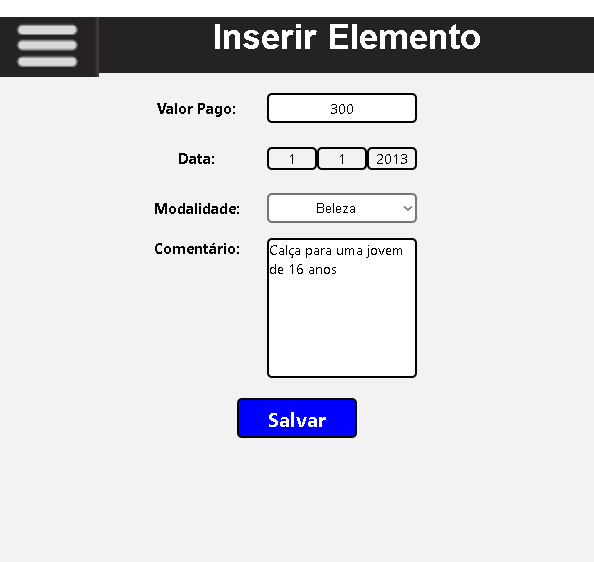 Inserir Elemento
Valor Pago: 300
Data: 1 1 2013
Modalidade: Beleza
Comentário: Calça para uma jovem
de 16 anos
Salvar